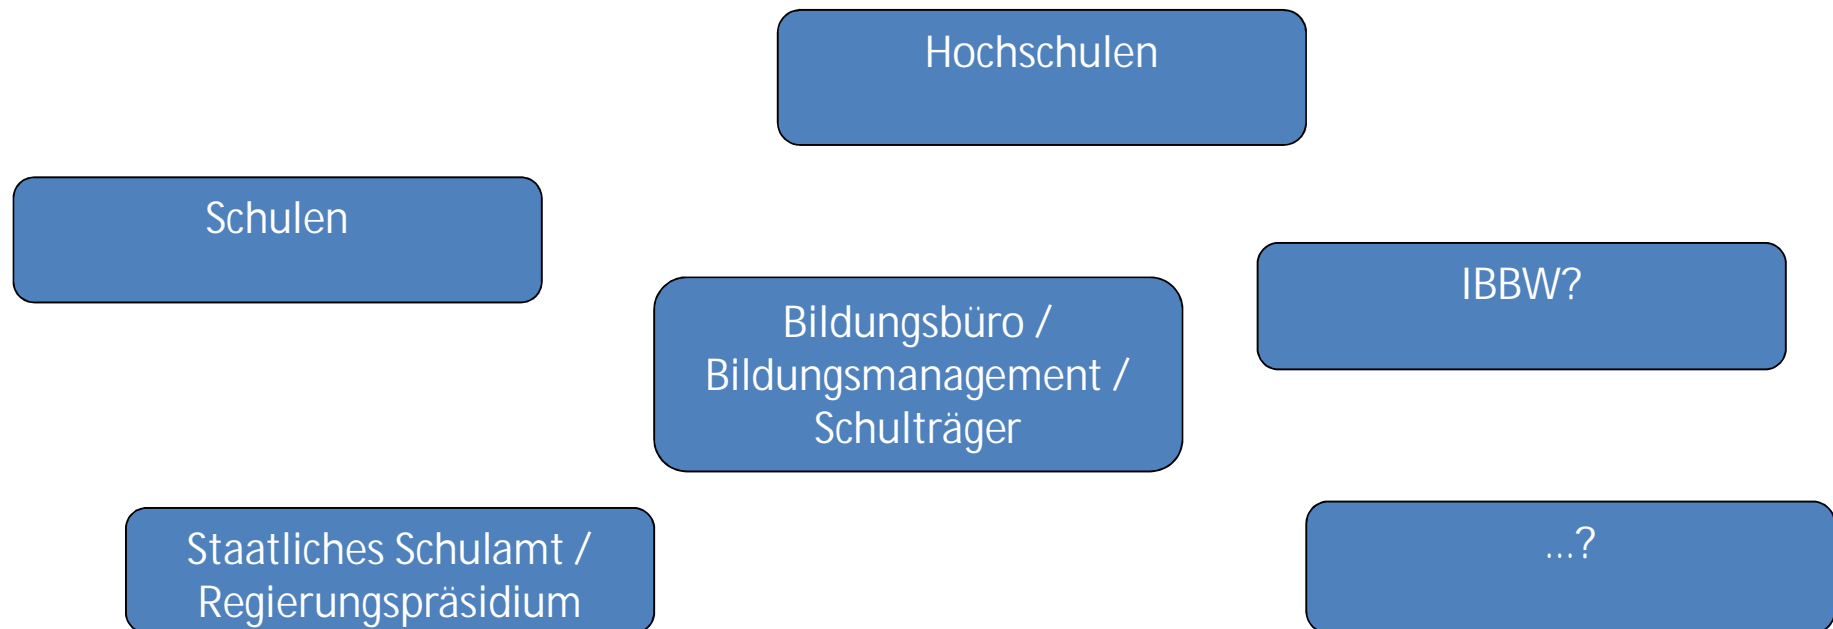 Hochschulen
Schulen
IBBW?
Bildungsbüro /
Bildungsmanagement /
Schulträger
Staatliches Schulamt /
Regierungspräsidium
...?